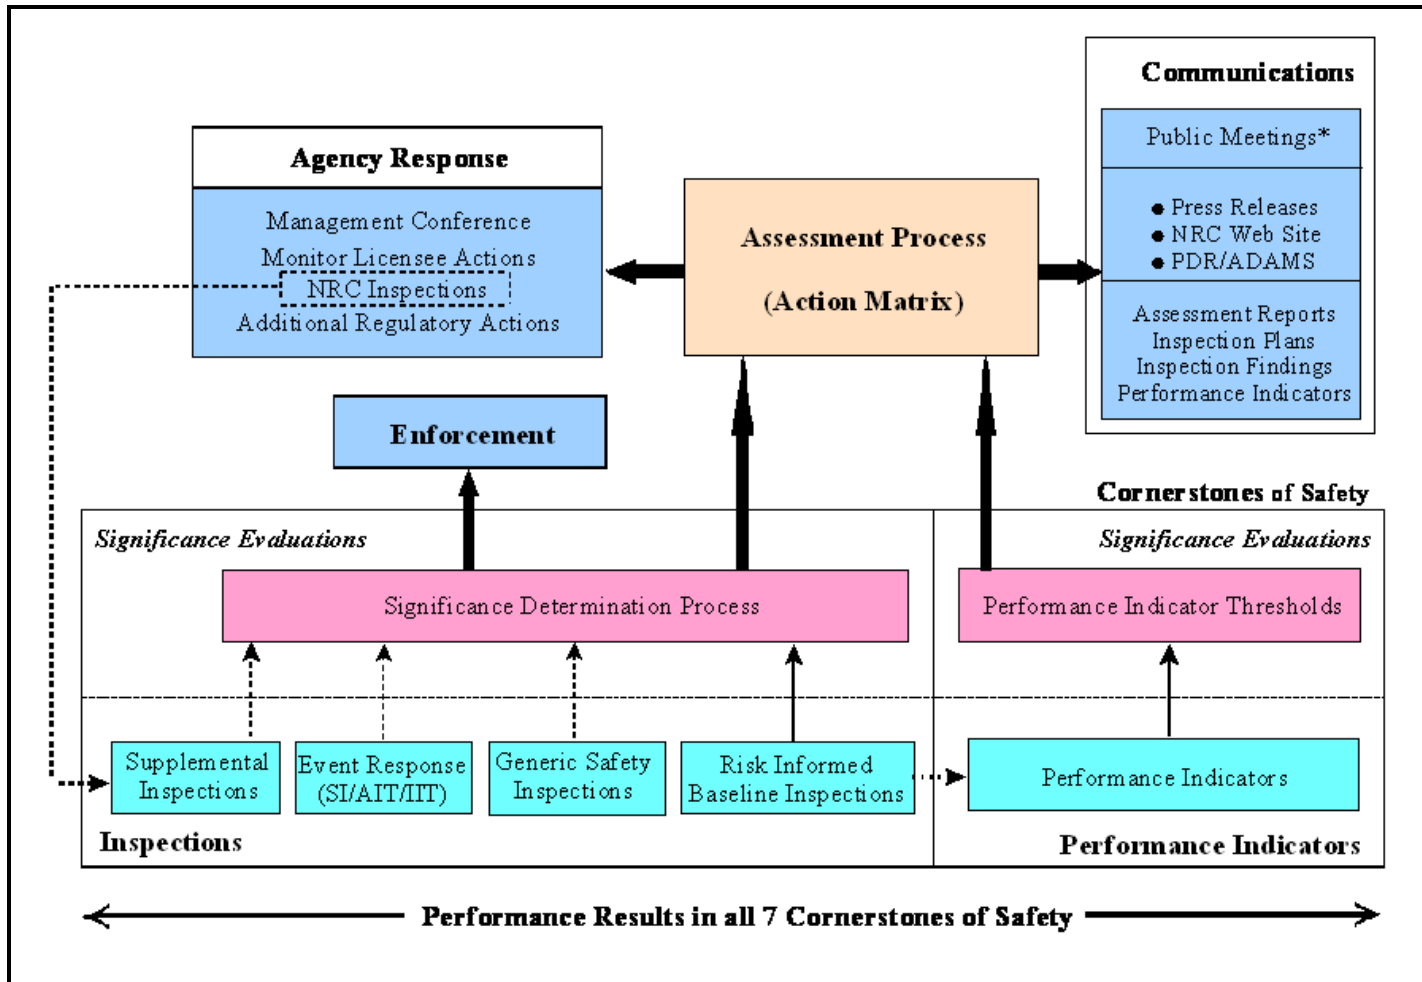 Communications
Public Meetings*
● Press Releases
● NRC Web Site
● PDR/ADAMS
Assessment Reports
Inspection Plans
Inspection Findings
Performance Indicators
Agency Response
Management Conference
Monitor Licensee Actions
NRC Inspections
Additional Regulatory Actions
Assessment Process
(Action Matrix)
Enforcement
Cornerstones of Safety
Significance Evaluations
Significance Evaluations
Significance Determination Process
Performance Indicator Thresholds
Supplemental
Inspections
Event Response
(SI/AIT/IIT)
Generic Safety
Inspections
Risk Informed
Baseline Inspections
Performance Indicators
Inspections
Performance Indicators
Performance Results in all 7 Cornerstones of Safety